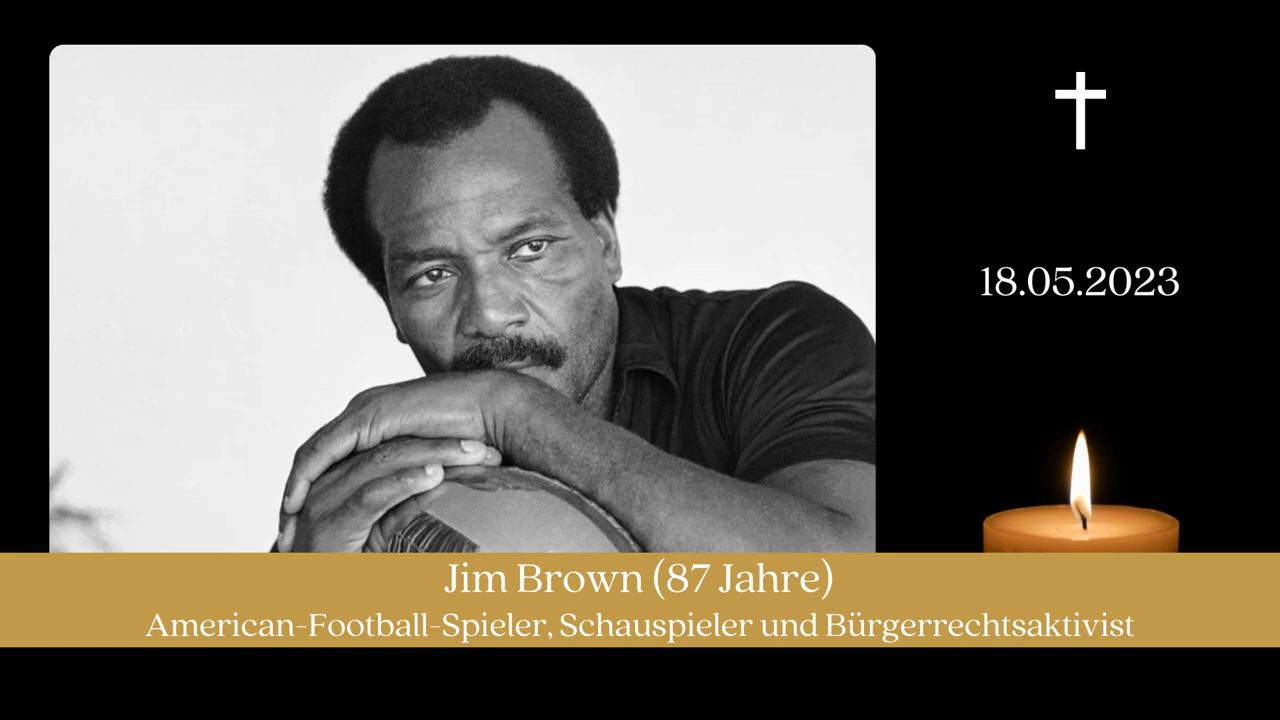 18.05.2023
Jim Brown (87 Jahre)
American-Football-Spieler, Schauspieler und Bürgerrechtsaktivist